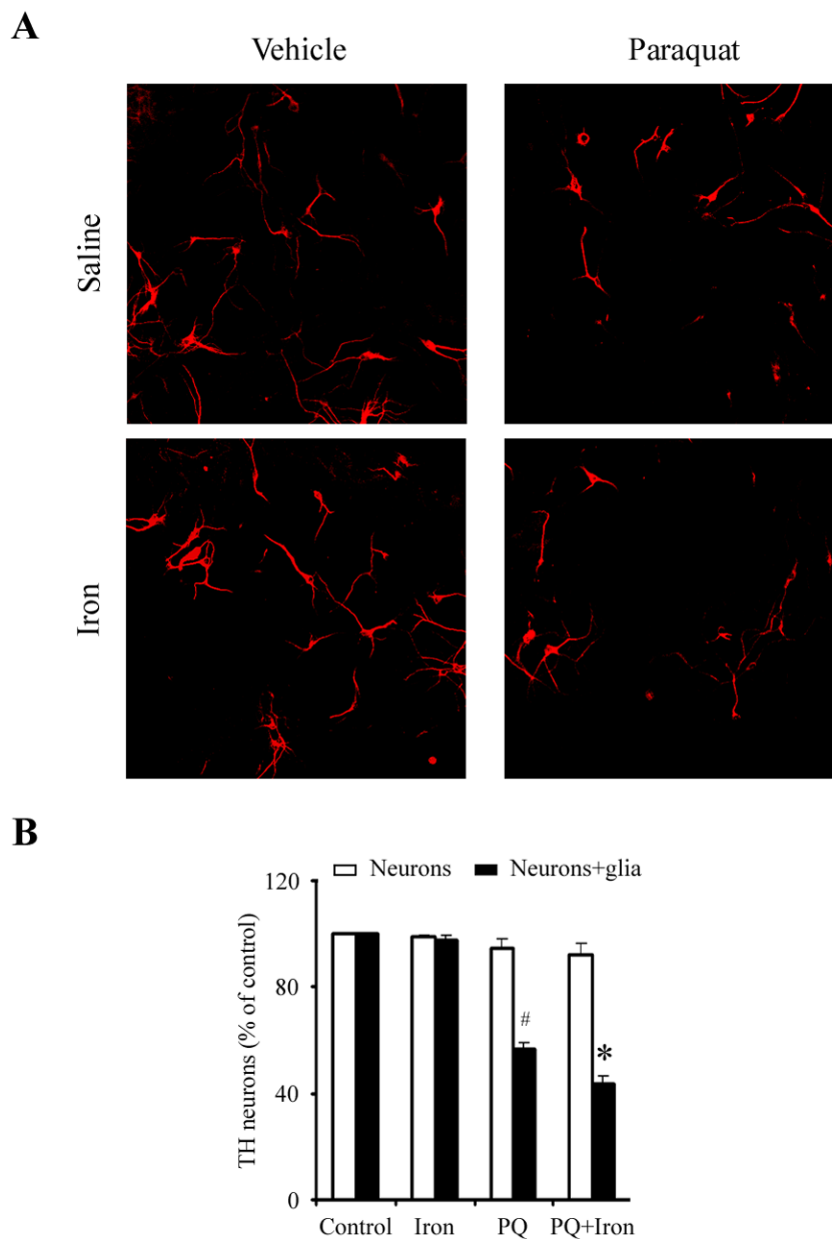 A
Vehicle Paraquat
Saline
Iron
B
Neurons Neurons+glia
TH neurons (% of control)
120
80
40
0
#
*
Control Iron PQ PQ+Iron